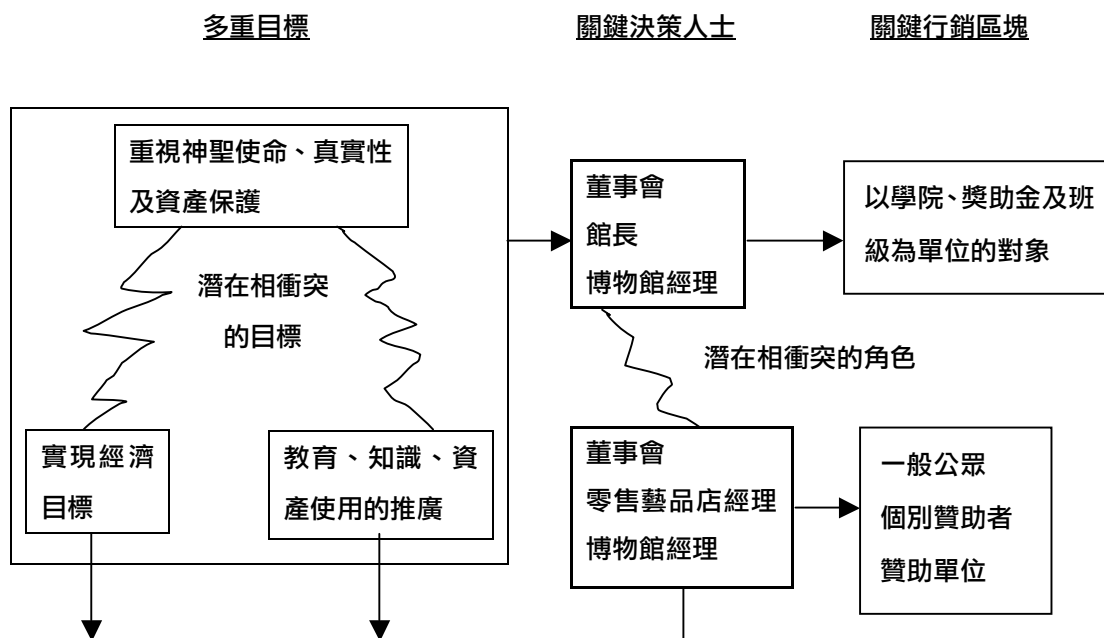 多重目標
關鍵決策人士
關鍵行銷區塊
重視神聖使命、真實性
及資產保護
潛在相衝突
的目標
實現經濟
目標
教育、知識、資
產使用的推廣
董事會
館長
博物館經理
潛在相衝突的角色
董事會
零售藝品店經理
博物館經理
以學院、獎助金及班
級為單位的對象
一般公眾
個別贊助者
贊助單位